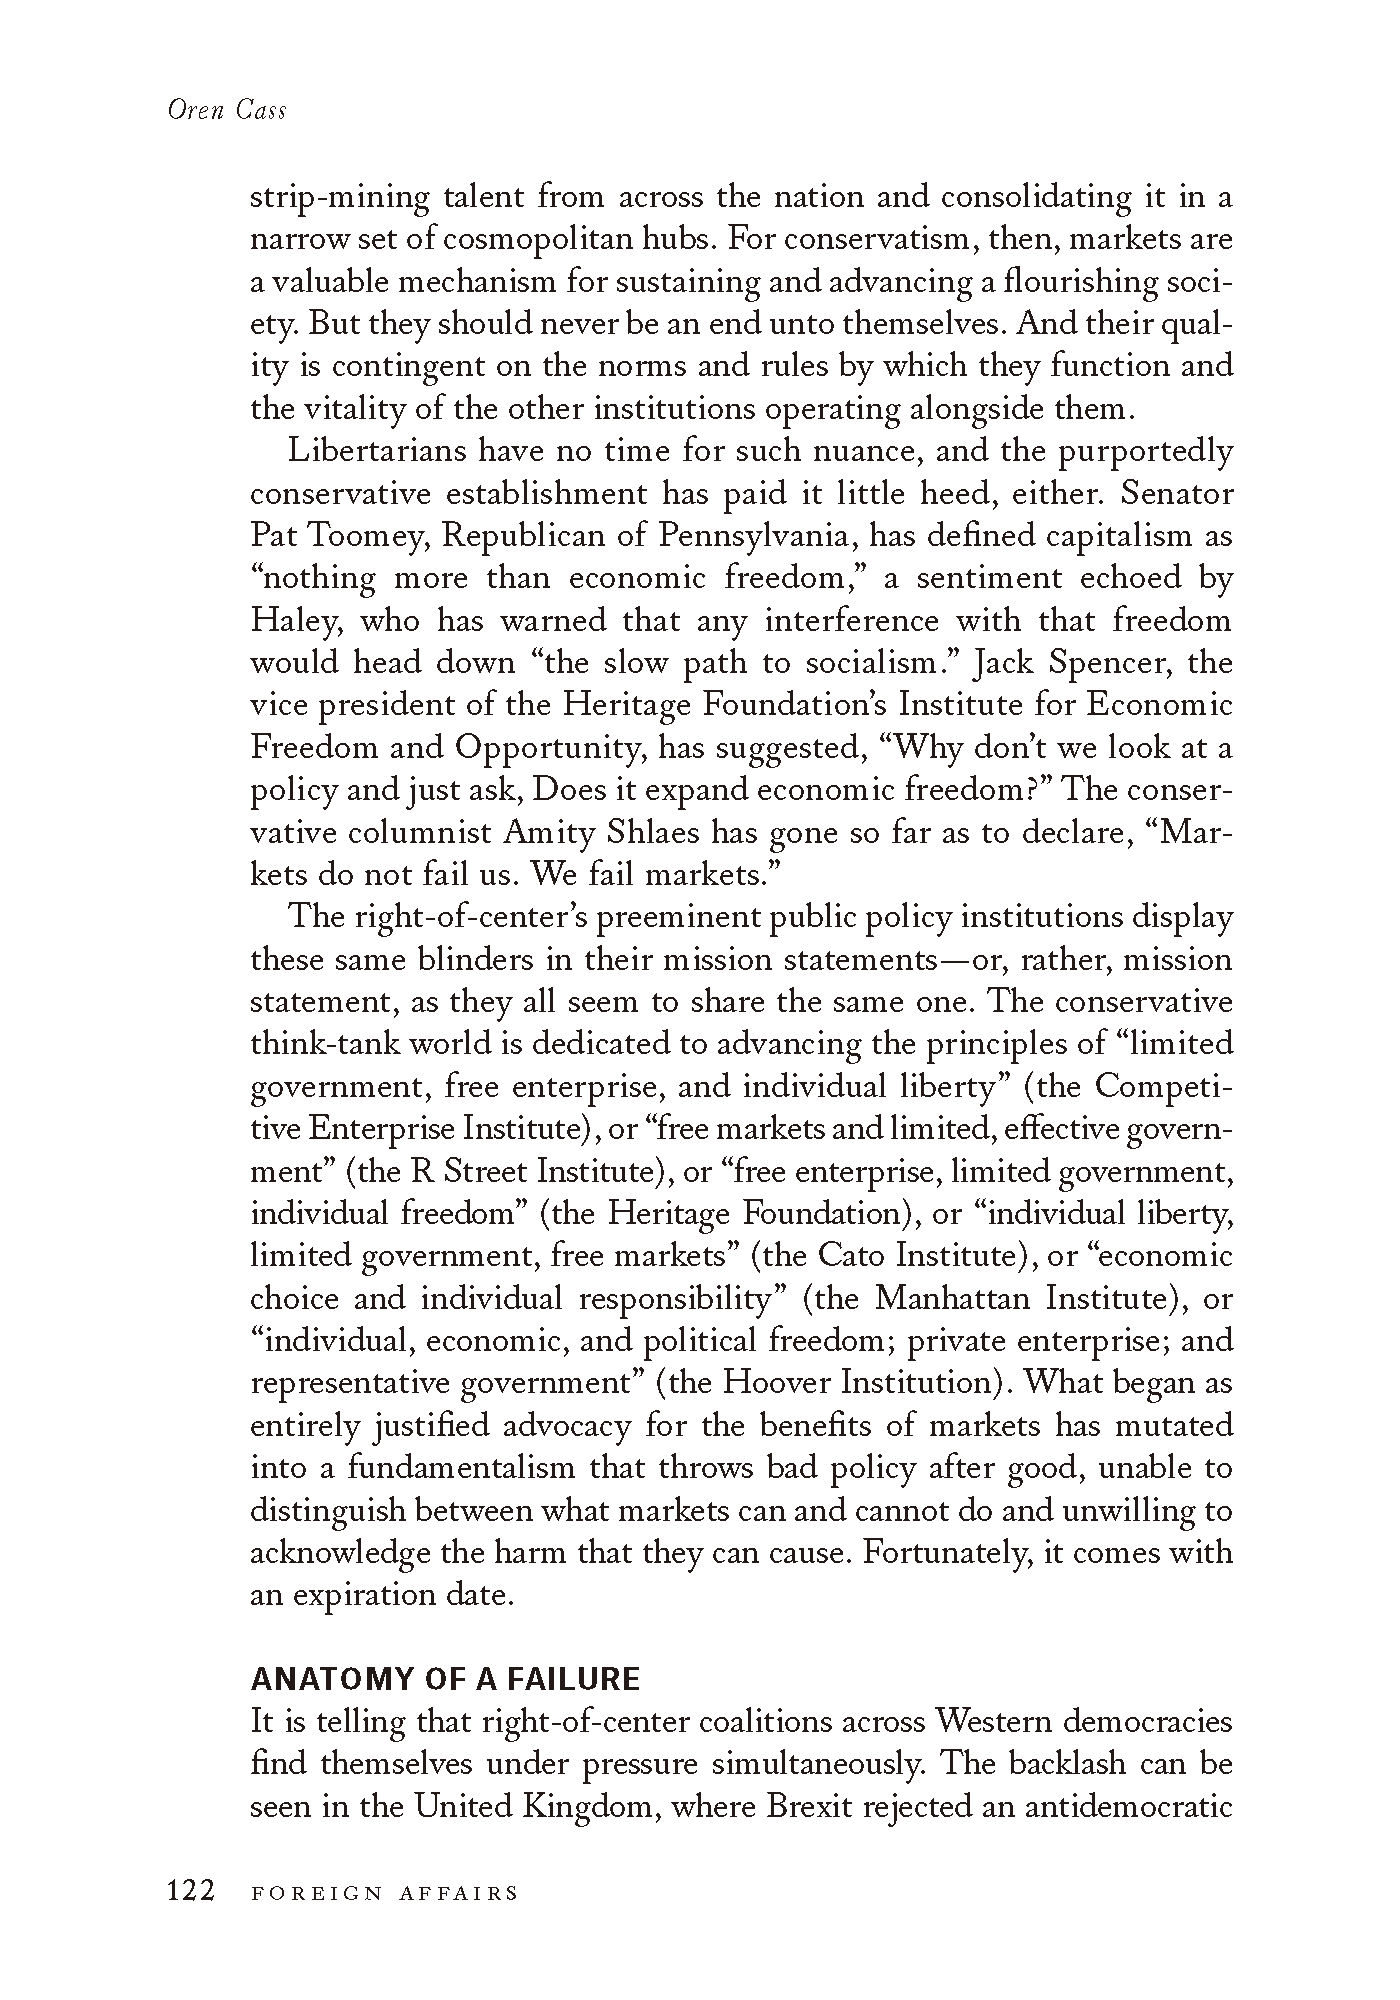 Oren Cass
strip-mining talent from across the nation and consolidating it in a
narrow set of cosmopolitan hubs. For conservatism, then, markets are
a valuable mechanism for sustaining and advancing a flourishing soci-
ety. But they should never be an end unto themselves. And their qual-
ity is contingent on the norms and rules by which they function and
the vitality of the other institutions operating alongside them.
Libertarians have no time for such nuance, and the purportedly
conservative establishment has paid it little heed, either. Senator
Pat Toomey, Republican of Pennsylvania, has defined capitalism as
“nothing more than economic freedom,” a sentiment echoed by
Haley, who has warned that any interference with that freedom
would head down “the slow path to socialism.” Jack Spencer, the
vice president of the Heritage Foundation’s Institute for Economic
Freedom and Opportunity, has suggested, “Why don’t we look at a
policy and just ask, Does it expand economic freedom?” The conser-
vative columnist Amity Shlaes has gone so far as to declare, “Mar-
kets do not fail us. We fail markets.”
The right-of-center’s preeminent public policy institutions display
these same blinders in their mission statements—or, rather, mission
statement, as they all seem to share the same one. The conservative
think-tank world is dedicated to advancing the principles of “limited
government, free enterprise, and individual liberty” (the Competi-
tive Enterprise Institute), or “free markets and limited, effective govern-
ment” (the R Street Institute), or “free enterprise, limited government,
individual freedom” (the Heritage Foundation), or “individual liberty,
limited government, free markets” (the Cato Institute), or “economic
choice and individual responsibility” (the Manhattan Institute), or
“individual, economic, and political freedom; private enterprise; and
representative government” (the Hoover Institution). What began as
entirely justified advocacy for the benefits of markets has mutated
into a fundamentalism that throws bad policy after good, unable to
distinguish between what markets can and cannot do and unwilling to
acknowledge the harm that they can cause. Fortunately, it comes with
an expiration date.
ANATOMY OF A FAILURE
It is telling that right-of-center coalitions across Western democracies
find themselves under pressure simultaneously. The backlash can be
seen in the United Kingdom, where Brexit rejected an antidemocratic
122 FOREIGN AFFAIRS